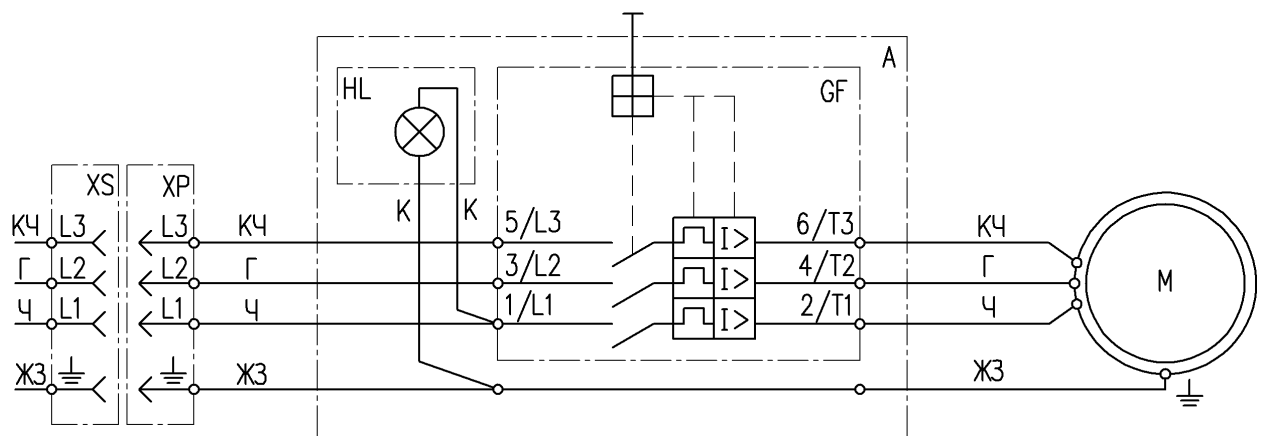 A
HL
GF
XS
XP
К
К
КЧ
L3
L3
КЧ
5/L3
I>
6/T3
КЧ
Г
L2
L2
Г
3/L2
I>
4/T2
Г
M
Ч
L1
L1
Ч
1/L1
I>
2/T1
Ч
ЖЗ
ЖЗ
ЖЗ